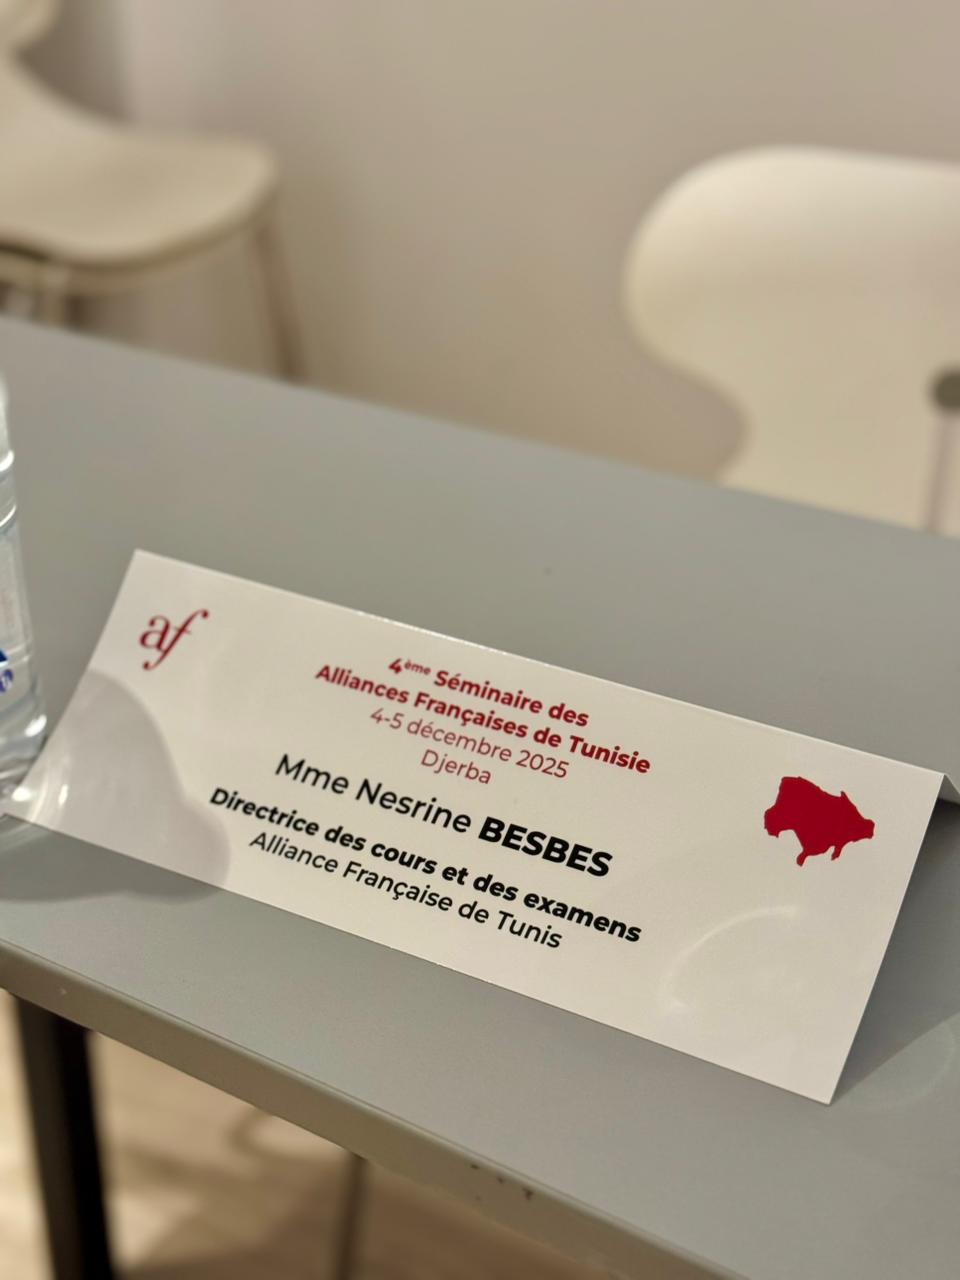 af
4ème Séminaire des
Alliances Françaises de Tunisie
4-5 décembre 2025
Djerba
Mme Nesrine BESBES
Directrice des cours et des examens
Alliance Française de Tunis